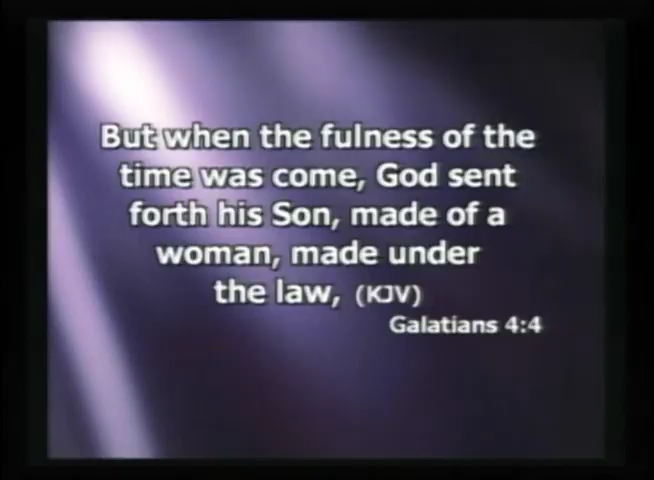 But when the fulness of the
time was come, God sent
forth his Son, made of a
woman, made under
the law, (KJV)
Galatians 4:4